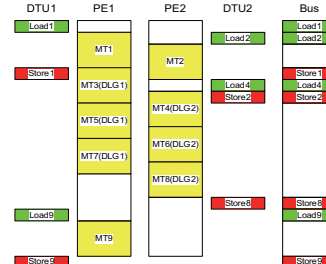 DTU1 PE1 PE2 DTU2 Bus
Load1 Load1
Load2 Load2
MT1
MT2
Store1 Store1
MT3(DLG1) Load4 Load4
Store2 Store2
MT4(DLG2)
MT5(DLG1)
MT6(DLG2)
MT7(DLG1)
MT8(DLG2)
Store8 Store8
Load9 Load9
MT9
Store9 Store9